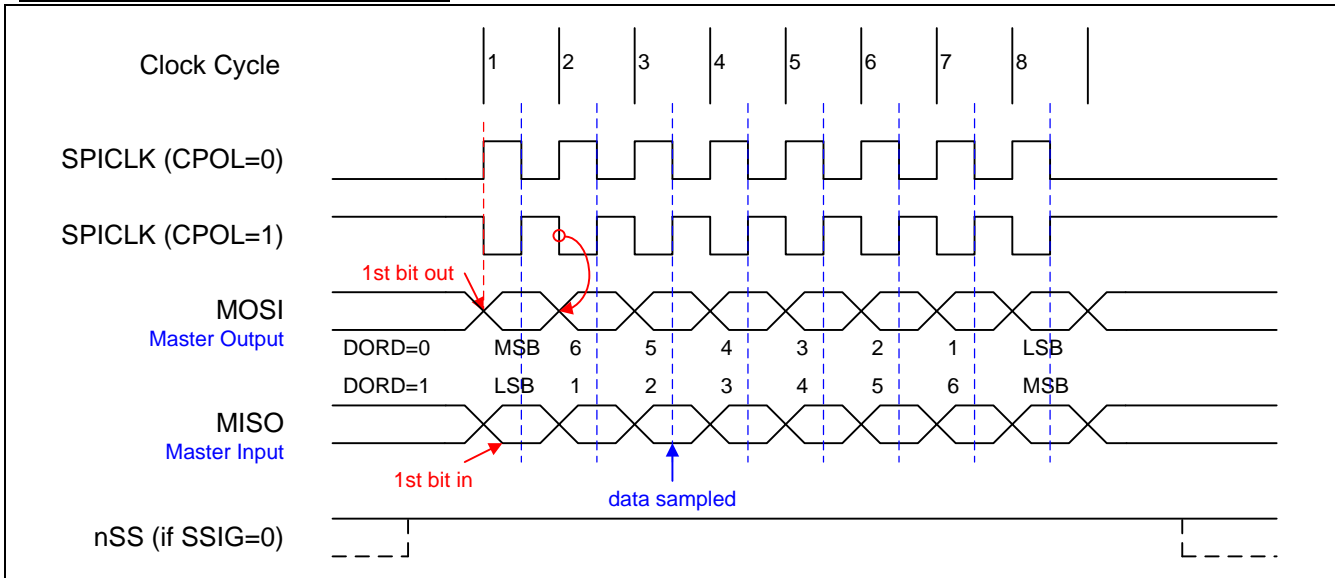 Clock Cycle 1 2 3 4 5 6 7 8
SPICLK (CPOL=0)
SPICLK (CPOL=1)
1st bit out
MOSI
Master Output
DORD=0 MSB 6 5 4 3 2 1 LSB
DORD=1 LSB 1 2 3 4 5 6 MSB
MISO
Master Input
1st bit in
data sampled
nSS (if SSIG=0)